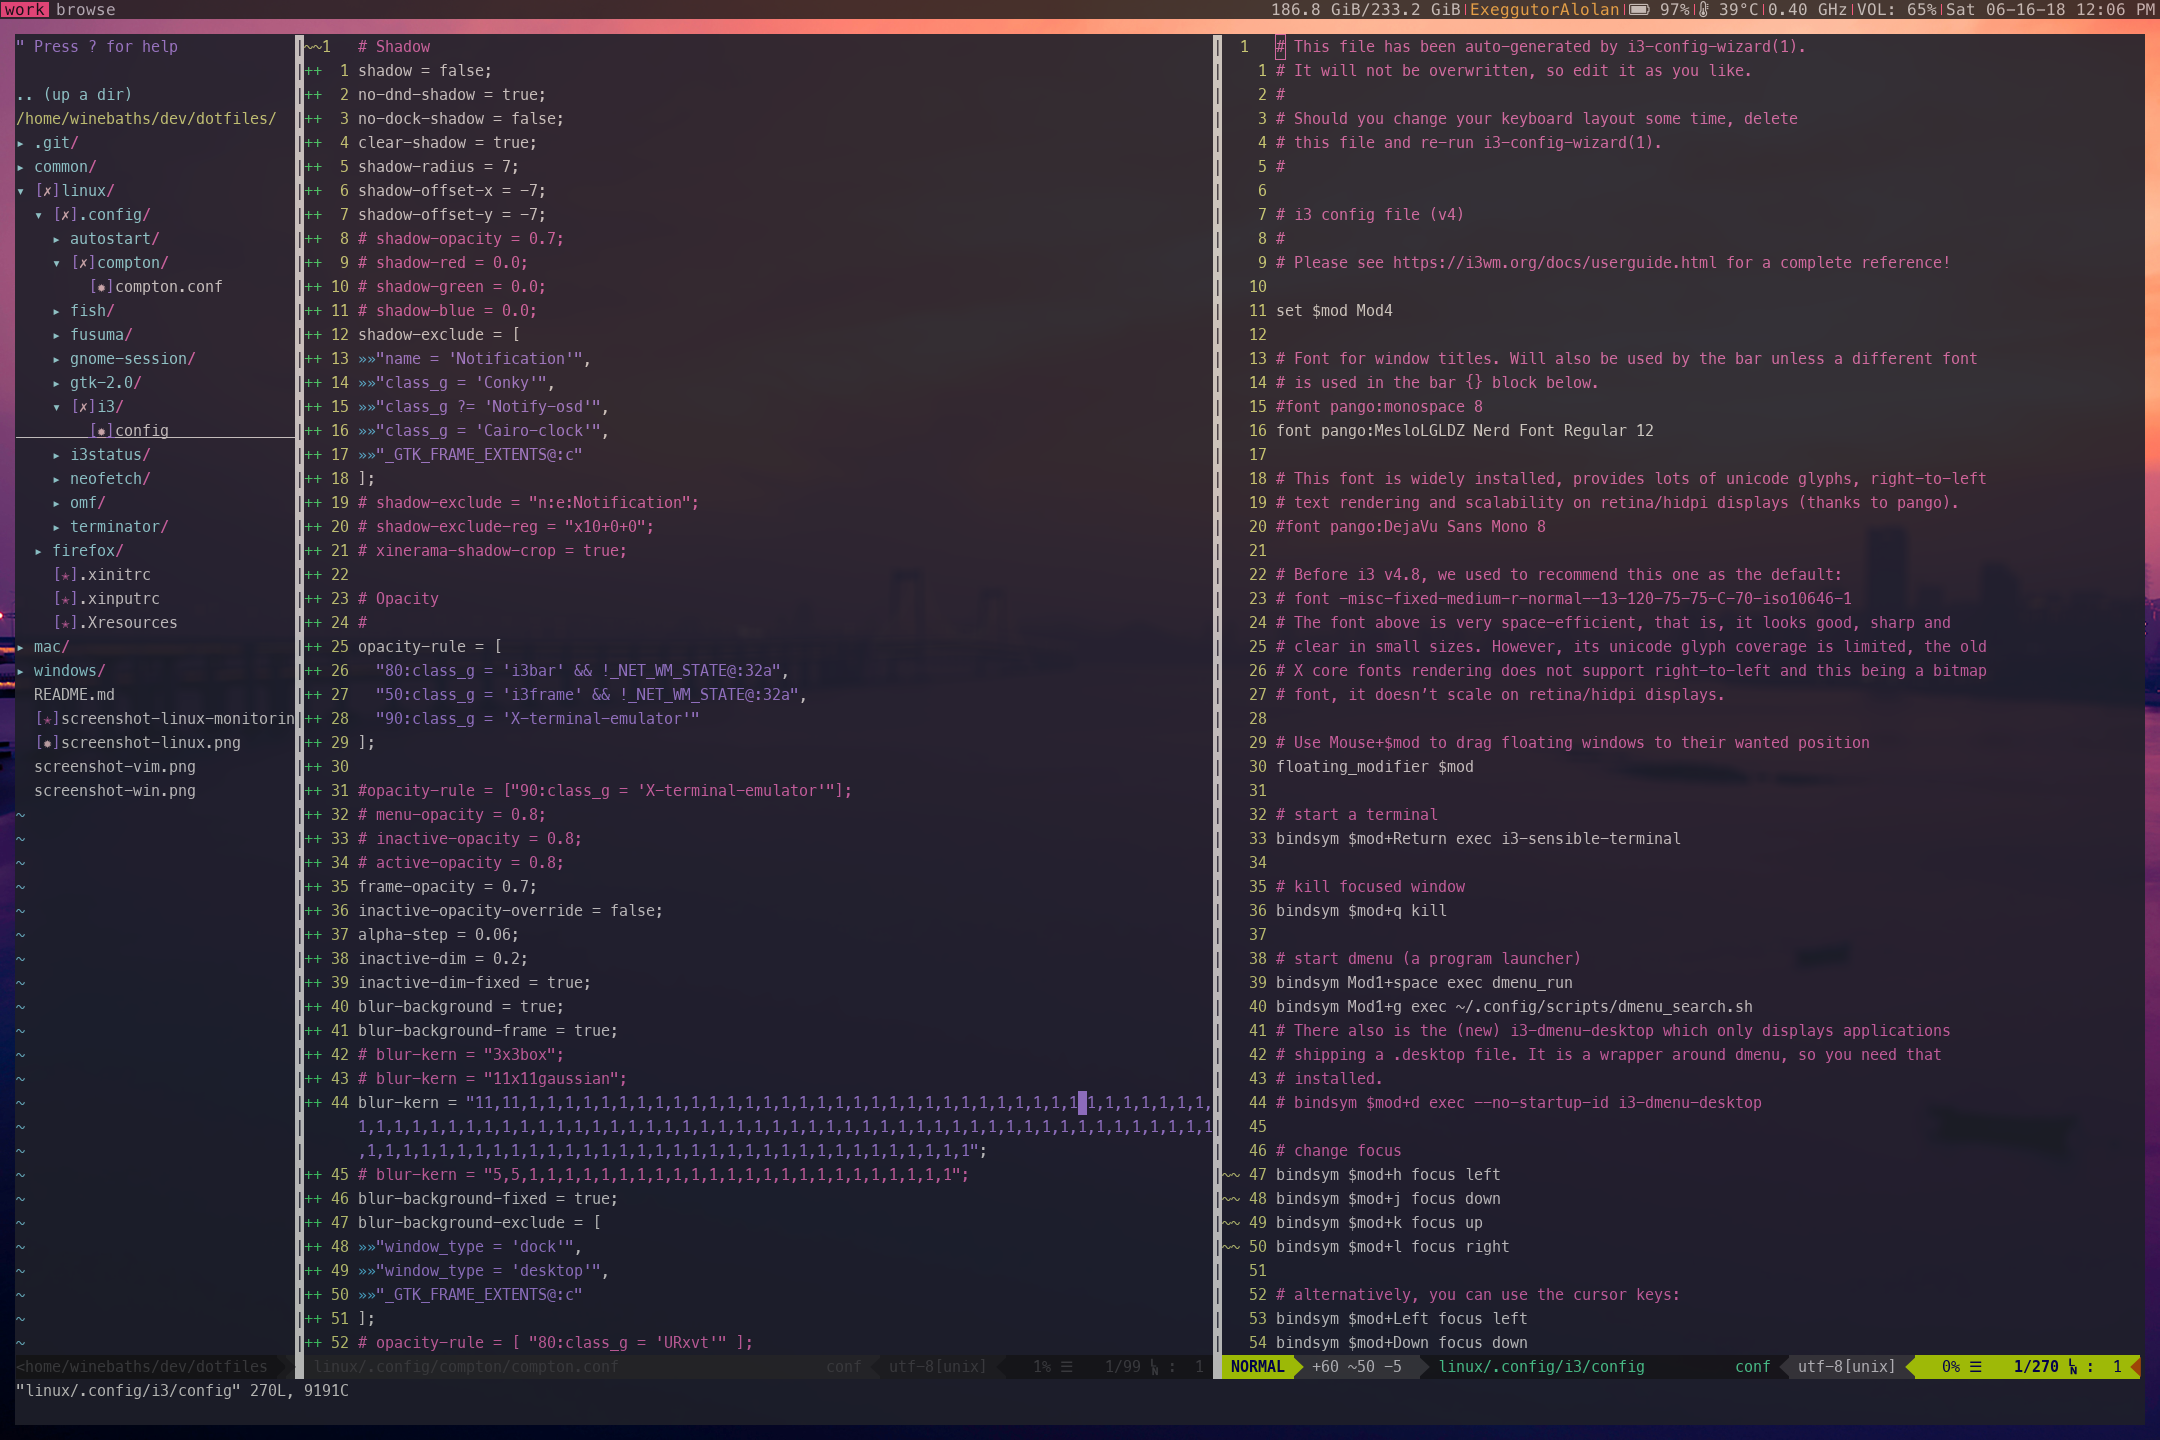 work browse
186.8 GiB/233.2 GiB|ExeggutorAlolan| 97%| 39°C|0.40 GHz|VOL: 65%|Sat 06-16-18 12:06 PM
" Press ? for help
.. (up a dir)
/home/winebaths/dev/dotfiles/
▸ .git/
▸ common/
▾ [✗]linux/
▾ [✗].config/
▸ autostart/
▾ [✗]compton/
[✹]compton.conf
▸ fish/
▸ fusuma/
▸ gnome-session/
▸ gtk-2.0/
▾ [✗]i3/
[✹]config
▸ i3status/
▸ neofetch/
▸ omf/
▸ terminator/
▸ firefox/
[★].xinitrc
[★].xinputrc
[★].Xresources
▸ mac/
▸ windows/
README.md
[★]screenshot-linux-monitorin
[✹]screenshot-linux.png
screenshot-vim.png
screenshot-win.png
<home/winebaths/dev/dotfiles
~~1 # Shadow
++ 1 shadow = false;
++ 2 no-dnd-shadow = true;
++ 3 no-dock-shadow = false;
++ 4 clear-shadow = true;
++ 5 shadow-radius = 7;
++ 6 shadow-offset-x = -7;
++ 7 shadow-offset-y = -7;
++ 8 # shadow-opacity = 0.7;
++ 9 # shadow-red = 0.0;
++ 10 # shadow-green = 0.0;
++ 11 # shadow-blue = 0.0;
++ 12 shadow-exclude = [
++ 13 »»"name = 'Notification'",
++ 14 »»"class_g = 'Conky'",
++ 15 »»"class_g ?= 'Notify-osd'",
++ 16 »»"class_g = 'Cairo-clock'",
++ 17 »»"_GTK_FRAME_EXTENTS@:c"
++ 18 ];
++ 19 # shadow-exclude = "n:e:Notification";
++ 20 # shadow-exclude-reg = "x10+0+0";
++ 21 # xinerama-shadow-crop = true;
++ 22
++ 23 # Opacity
++ 24 #
++ 25 opacity-rule = [
++ 26 "80:class_g = 'i3bar' && !_NET_WM_STATE@:32a",
++ 27 "50:class_g = 'i3frame' && !_NET_WM_STATE@:32a",
++ 28 "90:class_g = 'X-terminal-emulator'"
++ 29 ];
++ 30
++ 31 #opacity-rule = ["90:class_g = 'X-terminal-emulator'"];
++ 32 # menu-opacity = 0.8;
++ 33 # inactive-opacity = 0.8;
++ 34 # active-opacity = 0.8;
++ 35 frame-opacity = 0.7;
++ 36 inactive-opacity-override = false;
++ 37 alpha-step = 0.06;
++ 38 inactive-dim = 0.2;
++ 39 inactive-dim-fixed = true;
++ 40 blur-background = true;
++ 41 blur-background-frame = true;
++ 42 # blur-kern = "3x3box";
++ 43 # blur-kern = "11x11gaussian";
++ 44 blur-kern = "11,11,1,1,1,1,1,1,1,1,1,1,1,1,1,1,1,1,1,1,1,1,1,1,1,1,1,1,1,1,1,1,1,1,1,1,1,1,1,1,
1,1,1,1,1,1,1,1,1,1,1,1,1,1,1,1,1,1,1,1,1,1,1,1,1,1,1,1,1,1,1,1,1,1,1,1,1,1,1,1,1,1,1,1,1,1,1,1
,1,1,1,1,1,1,1,1,1,1,1,1,1,1,1,1,1,1,1,1,1,1,1,1,1,1,1,1,1,1,1,1,1,1";
++ 45 # blur-kern = "5,5,1,1,1,1,1,1,1,1,1,1,1,1,1,1,1,1,1,1,1,1,1,1,1,1";
++ 46 blur-background-fixed = true;
++ 47 blur-background-exclude = [
++ 48 »»"window_type = 'dock'",
++ 49 »»"window_type = 'desktop'",
++ 50 »»"_GTK_FRAME_EXTENTS@:c"
++ 51 ];
++ 52 # opacity-rule = [ "80:class_g = 'URxvt'" ];
linux/.config/compton/compton.conf conf utf-8[unix] 1% ☰ 1/99 ㏑ : 1
1 # This file has been auto-generated by i3-config-wizard(1).
1 # It will not be overwritten, so edit it as you like.
2 #
3 # Should you change your keyboard layout some time, delete
4 # this file and re-run i3-config-wizard(1).
5 #
6
7 # i3 config file (v4)
8 #
9 # Please see https://i3wm.org/docs/userguide.html for a complete reference!
10
11 set $mod Mod4
12
13 # Font for window titles. Will also be used by the bar unless a different font
14 # is used in the bar {} block below.
15 #font pango:monospace 8
16 font pango:MesloLGLDZ Nerd Font Regular 12
17
18 # This font is widely installed, provides lots of unicode glyphs, right-to-left
19 # text rendering and scalability on retina/hidpi displays (thanks to pango).
20 #font pango:DejaVu Sans Mono 8
21
22 # Before i3 v4.8, we used to recommend this one as the default:
23 # font -misc-fixed-medium-r-normal--13-120-75-75-C-70-iso10646-1
24 # The font above is very space-efficient, that is, it looks good, sharp and
25 # clear in small sizes. However, its unicode glyph coverage is limited, the old
26 # X core fonts rendering does not support right-to-left and this being a bitmap
27 # font, it doesn’t scale on retina/hidpi displays.
28
29 # Use Mouse+$mod to drag floating windows to their wanted position
30 floating_modifier $mod
31
32 # start a terminal
33 bindsym $mod+Return exec i3-sensible-terminal
34
35 # kill focused window
36 bindsym $mod+q kill
37
38 # start dmenu (a program launcher)
39 bindsym Mod1+space exec dmenu_run
40 bindsym Mod1+g exec ~/.config/scripts/dmenu_search.sh
41 # There also is the (new) i3-dmenu-desktop which only displays applications
42 # shipping a .desktop file. It is a wrapper around dmenu, so you need that
43 # installed.
44 # bindsym $mod+d exec --no-startup-id i3-dmenu-desktop
45
46 # change focus
~~ 47 bindsym $mod+h focus left
~~ 48 bindsym $mod+j focus down
~~ 49 bindsym $mod+k focus up
~~ 50 bindsym $mod+l focus right
51
52 # alternatively, you can use the cursor keys:
53 bindsym $mod+Left focus left
54 bindsym $mod+Down focus down
NORMAL +60 ~50 -5 linux/.config/i3/config conf utf-8[unix] 0% ☰ 1/270 ㏑ : 1
"linux/.config/i3/config" 270L, 9191C